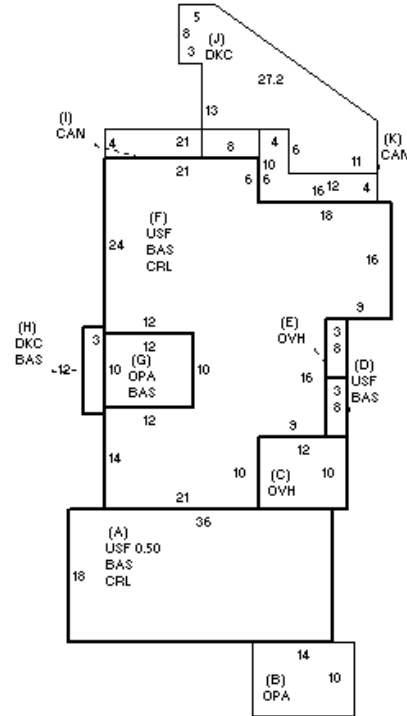 5
8
(J)
DKC
3
27.2
(I)
CAN
13
(K)
CAN
4
21
8
4
6
10
11
21
6
6
16
12
4
18
(F)
USF
BAS
CRL
24
16
(H)
DKC
BAS
12
3
12
9
(E)
OVH
3
8
12
(G)
OPA
BAS
10
10
(D)
USF
BAS
12
16
3
8
14
9
12
10
(C)
OVH
10
21
36
(A)
USF 0.50
BAS
CRL
18
14
(B)
OPA
10